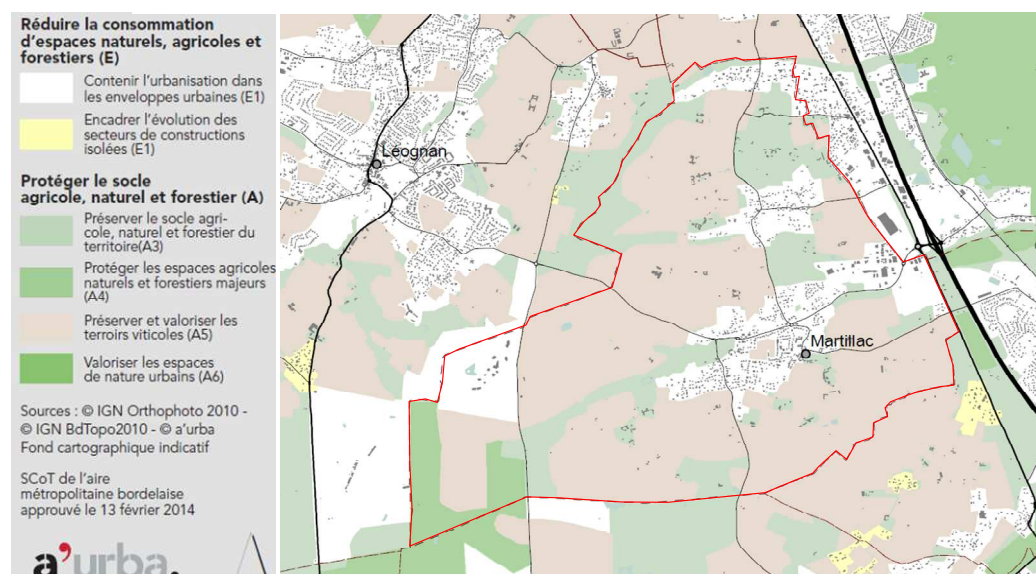 Réduire la consommation
d'espaces naturels, agricoles et
forestiers (E)
Contenir l'urbanisation dans
les enveloppes urbaines (E1)
Encadrer l'évolution des
secteurs de constructions
isolées (E1)
Protéger le socle
agricole, naturel et forestier (A)
Préserver le socle agri-
cole, naturel et forestier du
territoire(A3)
Protéger les espaces agricoles
naturels et forestiers majeurs
(A4)
Préserver et valoriser les
terroirs viticoles (A5)
Valoriser les espaces
de nature urbains (A6)
Sources : © IGN Orthophoto 2010 -
© IGN BdTopo2010 - © a'urba
Fond cartographique indicatif
SCoT de l'aire
métropolitaine bordelaise
approuvé le 13 février 2014
a'urba.
Léognan
Martillac